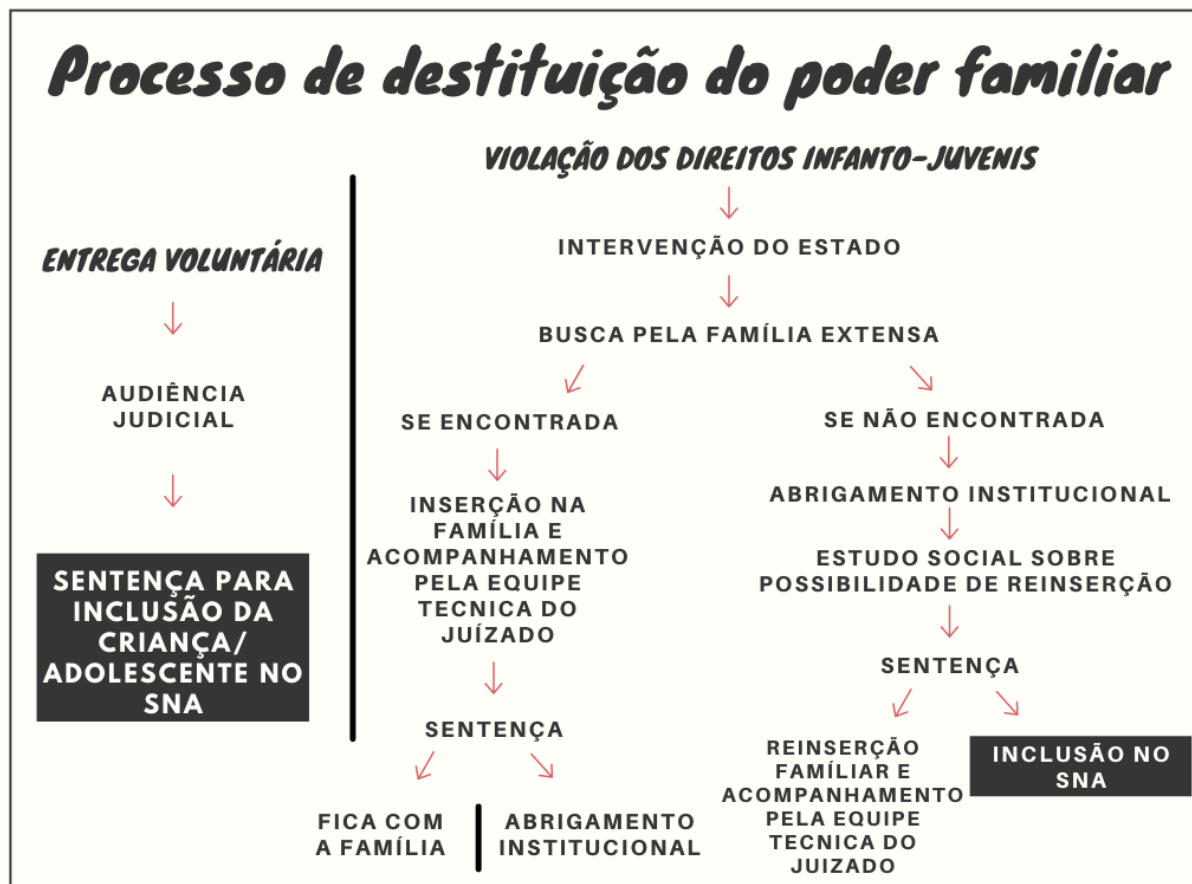 Processo de destituição do poder familiar
ENTREGA VOLUNTÁRIA
AUDIÊNCIA
JUDICIAL
SENTENÇA PARA
INCLUSÃO DA
CRIANÇA/
ADOLESCENTE NO
SNA
VIOLAÇÃO DOS DIREITOS INFANTO-JUVENIS
INTERVENÇÃO DO ESTADO
BUSCA PELA FAMÍLIA EXTENSA
SE ENCONTRADA
INSERÇÃO NA
FAMÍLIA E
ACOMPANHAMENTO
PELA EQUIPE
TECNICA DO
JUÍZADO
SENTENÇA
FICA COM
A FAMÍLIA
ABRIGAMENTO
INSTITUCIONAL
SE NÃO ENCONTRADA
ABRIGAMENTO INSTITUCIONAL
ESTUDO SOCIAL SOBRE
POSSIBILIDADE DE REINSERÇÃO
SENTENÇA
REINSERÇÃO
FAMÍLIAR E
ACOMPANHAMENTO
PELA EQUIPE
TECNICA DO
JUIZADO
INCLUSÃO NO
SNA